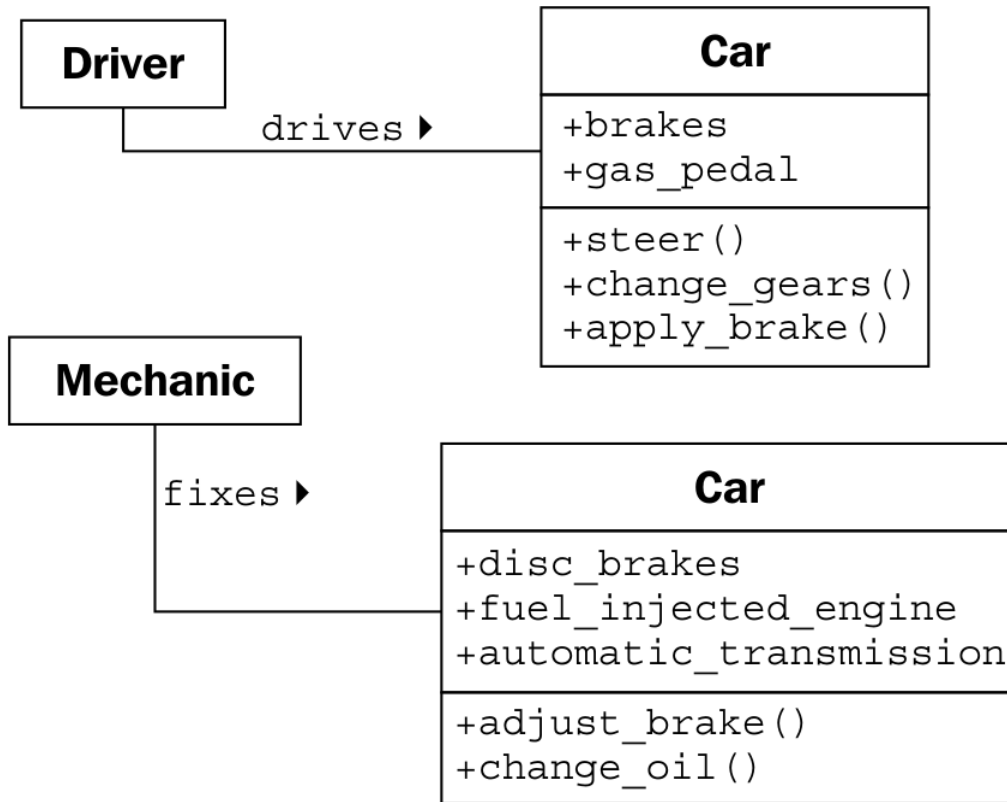 Driver
drives
Car
+brakes
+gas_pedal
+steer()
+change_gears()
+apply_brake()
Mechanic
fixes
Car
+disc_brakes
+fuel_injected_engine
+automatic_transmission
+adjust_brake()
+change_oil()